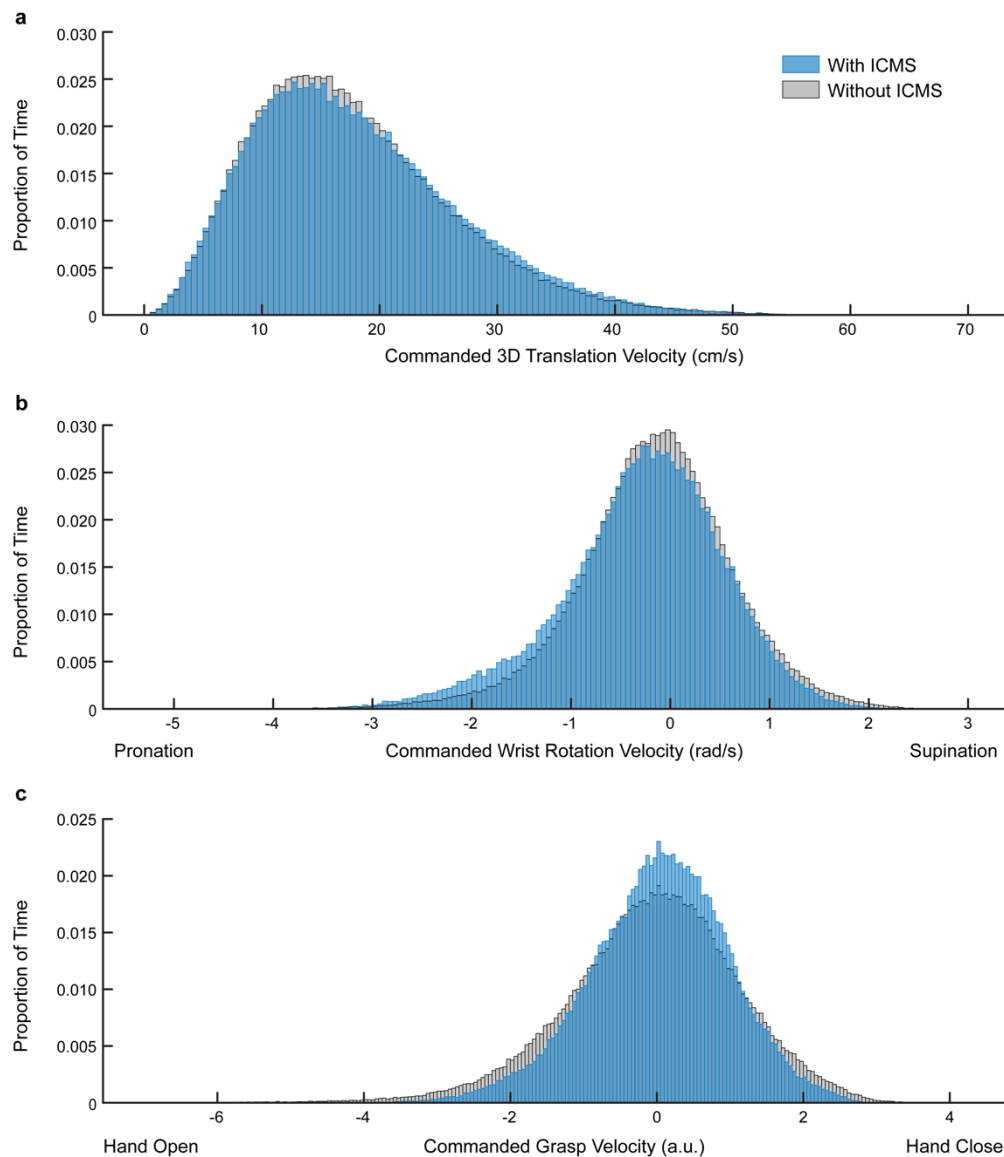 a
0.030
0.025
0.020
0.015
0.010
0.005
0
Proportion of Time
With ICMS
Without ICMS
0 10 20 30 40 50 60 70
Commanded 3D Translation Velocity (cm/s)
b
0.030
0.025
0.020
0.015
0.010
0.005
0
Proportion of Time
-5 -4 -3 -2 -1 0 1 2 3
Pronation Commanded Wrist Rotation Velocity (rad/s) Supination
c
0.025
0.020
0.015
0.010
0.005
0
Proportion of Time
-6 -4 -2 0 2 4
Hand Open Commanded Grasp Velocity (a.u.) Hand Close